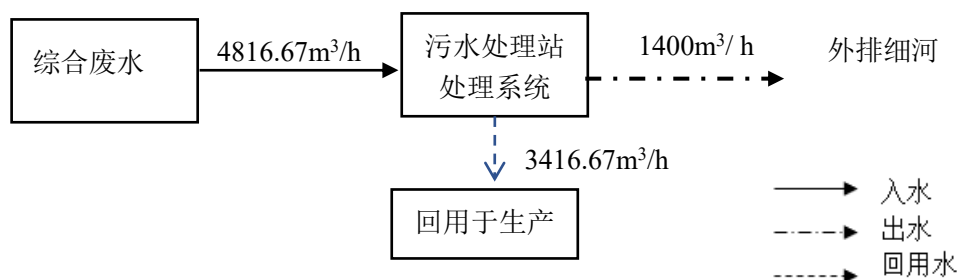 综合废水
4816.67m³/h
污水处理站
处理系统
1400m³/ h
外排细河
3416.67m³/h
回用于生产
入水
出水
回用水